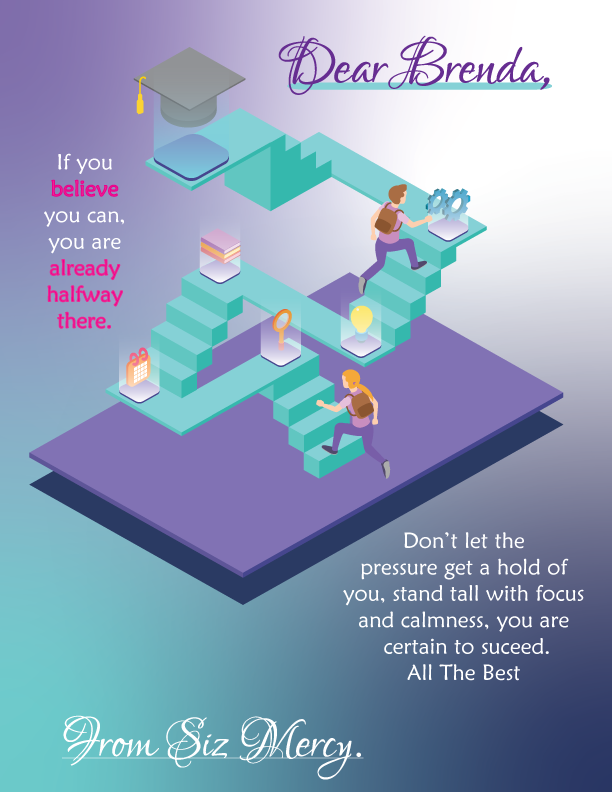 Dear Brenda,
If you
believe
you can,
you are
already
halfway
there.
Don't let the
pressure get a hold of
you, stand tall with focus
and calmness, you are
certain to suceed.
All The Best
From Siz Mercy.